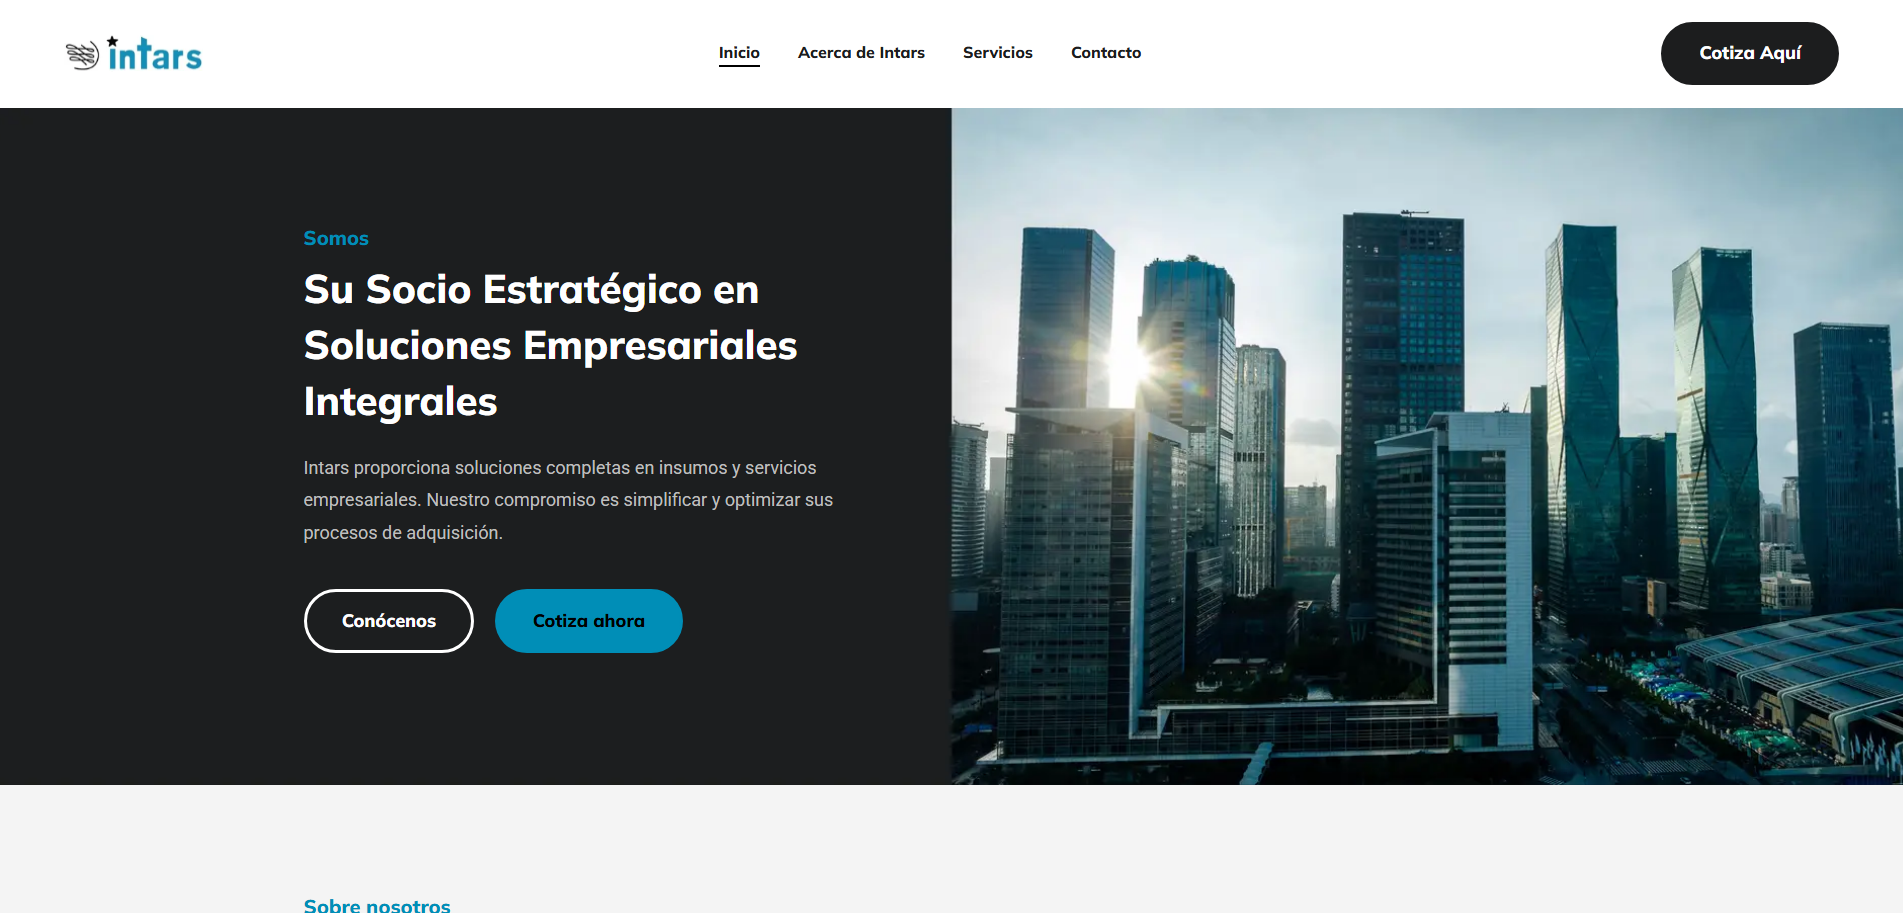 intars
Inicio
Acerca de Intars
Servicios
Contacto
Cotiza Aquí
Somos
Su Socio Estratégico en
Soluciones Empresariales
Integrales
Intars proporciona soluciones completas en insumos y servicios
empresariales. Nuestro compromiso es simplificar y optimizar sus
procesos de adquisición.
Conócenos
Cotiza ahora
Sobre nosotros